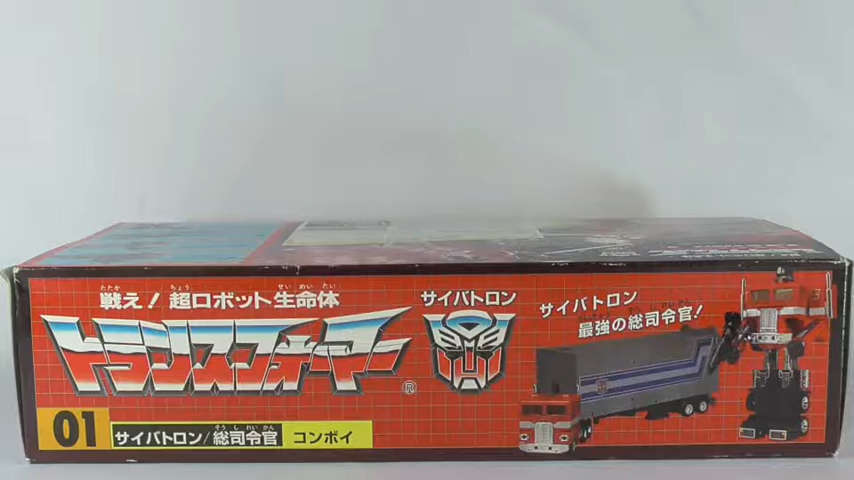 戦え！超ロボット生命体
トランスフォーマー®
01
サイバトロン/総司令官
コンボイ
サイバトロン
サイバトロン
最強の総司令官！